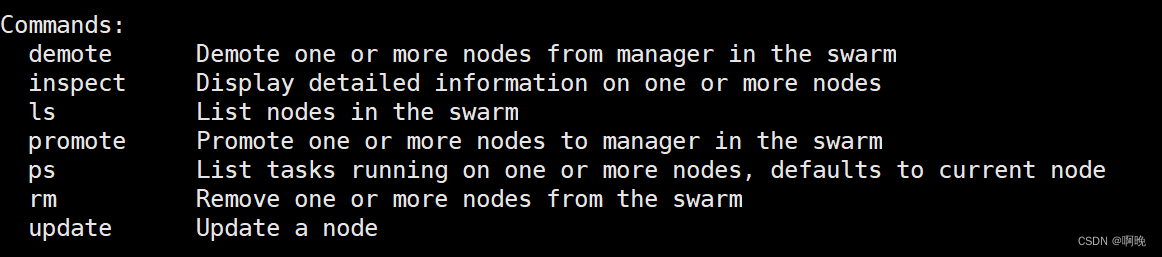 Commands:
  demote      Demote one or more nodes from manager in the swarm
  inspect     Display detailed information on one or more nodes
  ls          List nodes in the swarm
  promote     Promote one or more nodes to manager in the swarm
  ps          List tasks running on one or more nodes, defaults to current node
  rm          Remove one or more nodes from the swarm
  update      Update a node
CSDN @啊晚